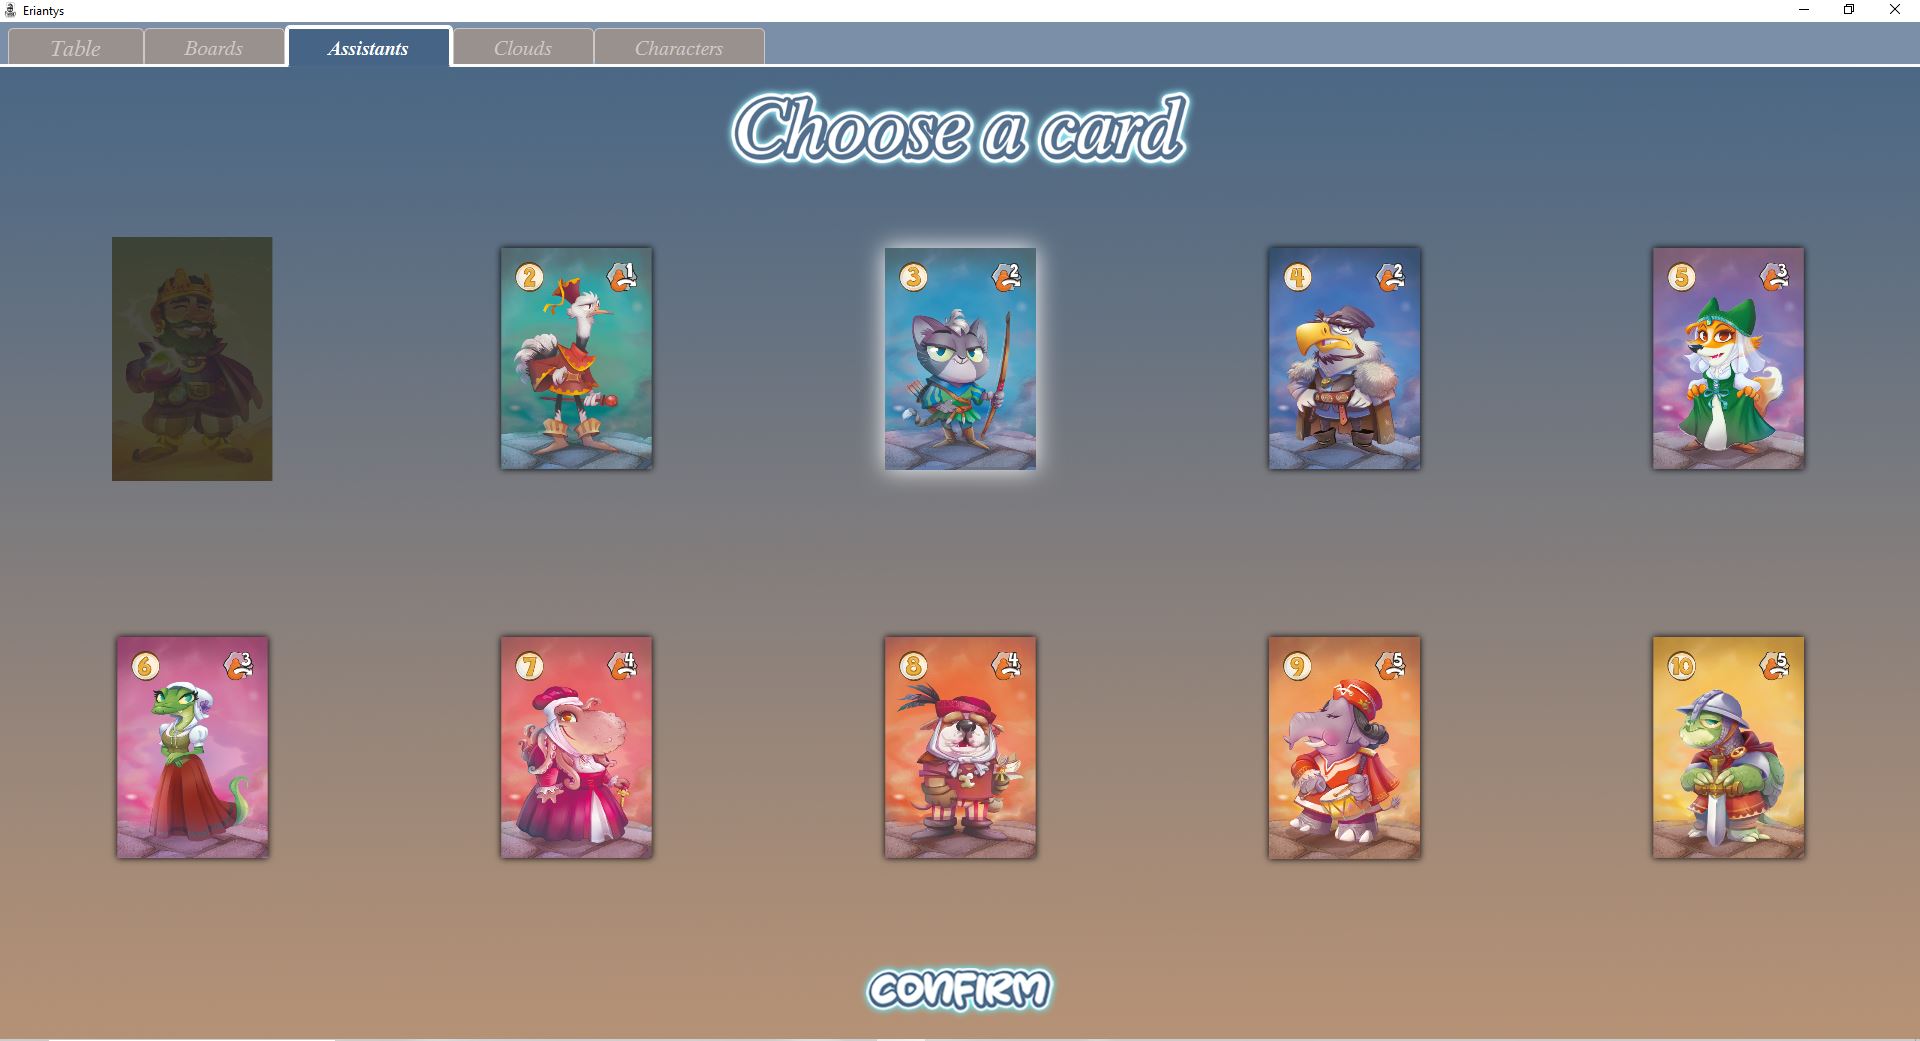 Eriantys
Table
Boards
Assistants
Clouds
Characters
Choose a card
2 1
3 2
4 2
5 3
6 3
7 4
8 4
9 5
10 5
CONFIRM